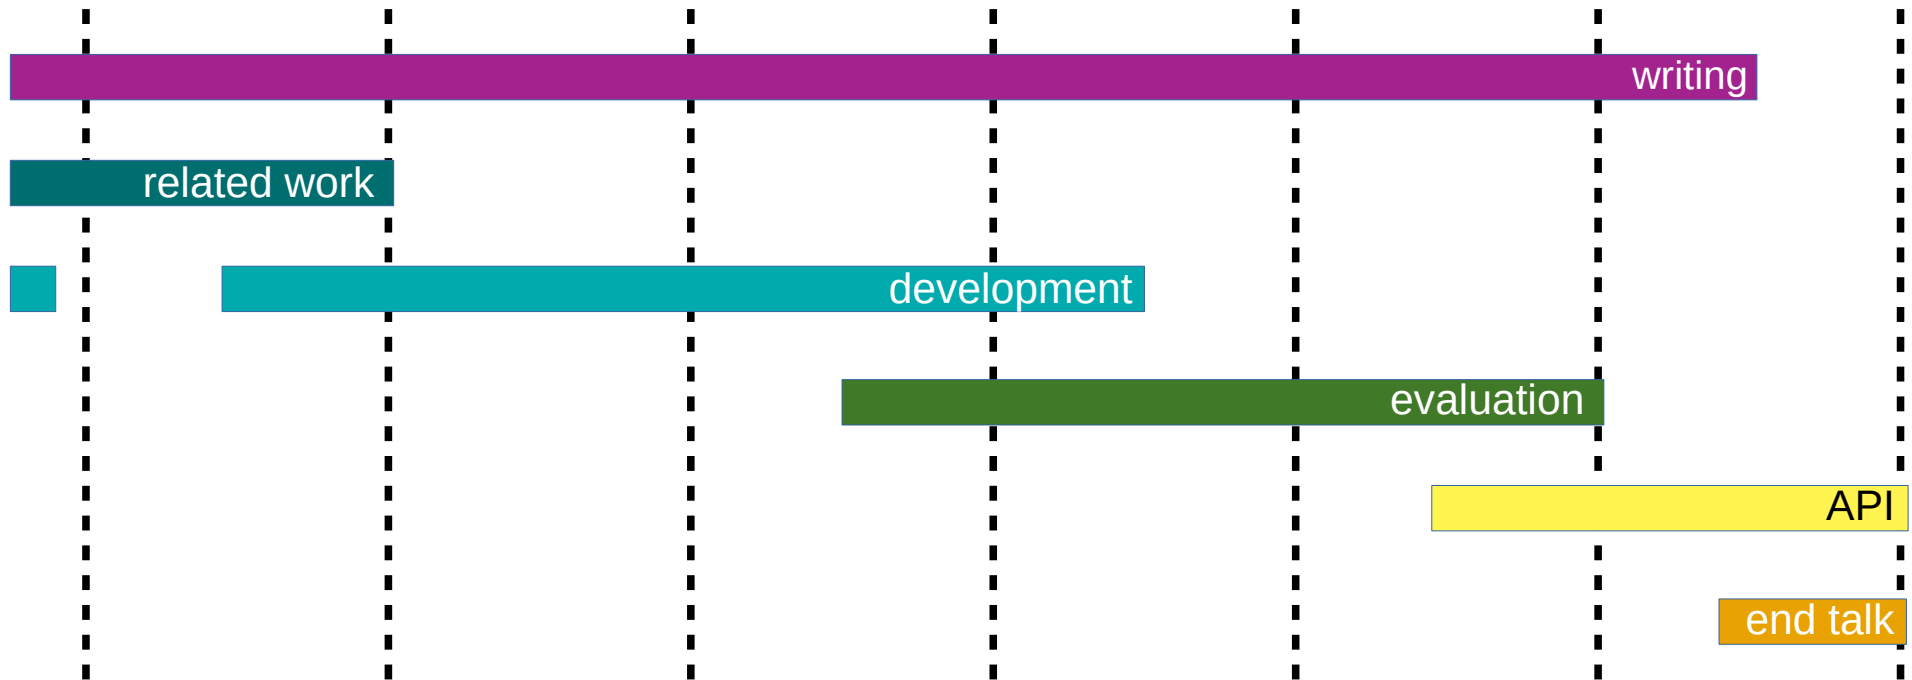 writing
related work
development
evaluation
API
end talk